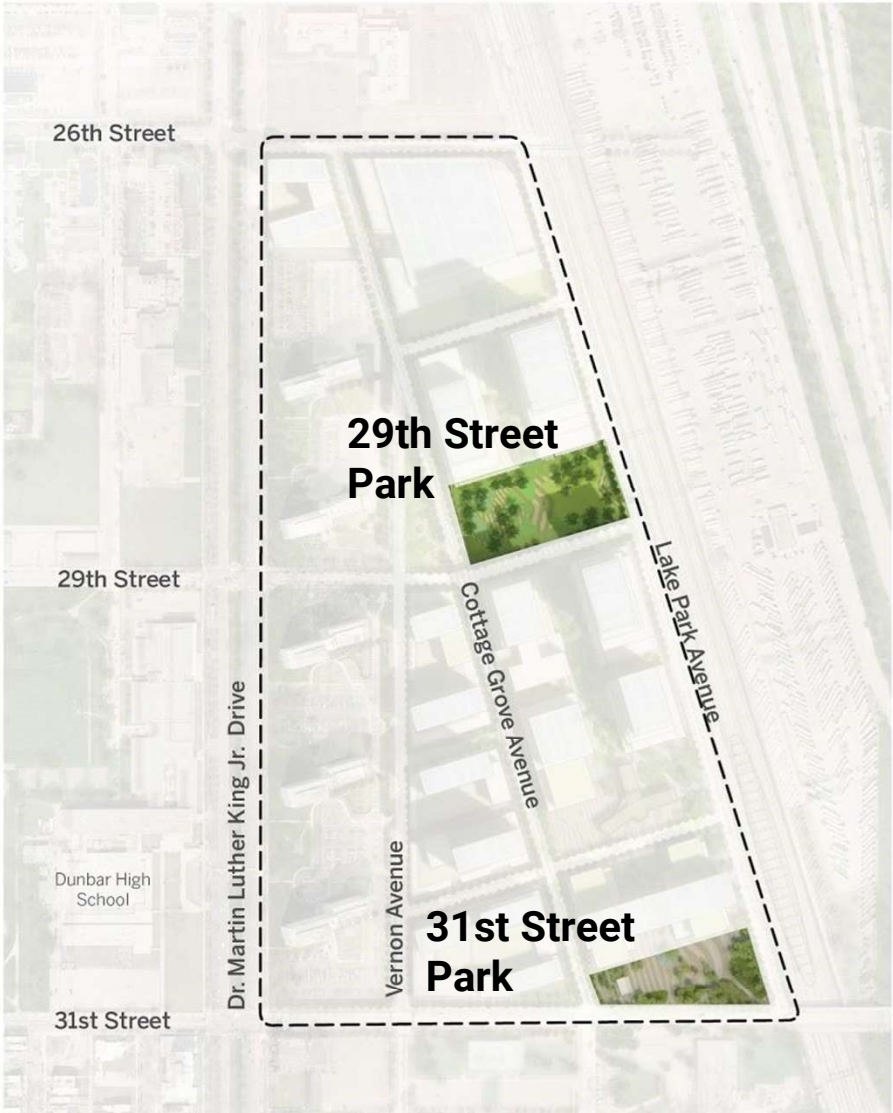 26th Street
29th Street
Park
29th Street
Lake Park Avenue
Cottage Grove Avenue
Dr. Martin Luther King Jr. Drive
Vernon Avenue
Dunbar High
School
31st Street
Park
31st Street